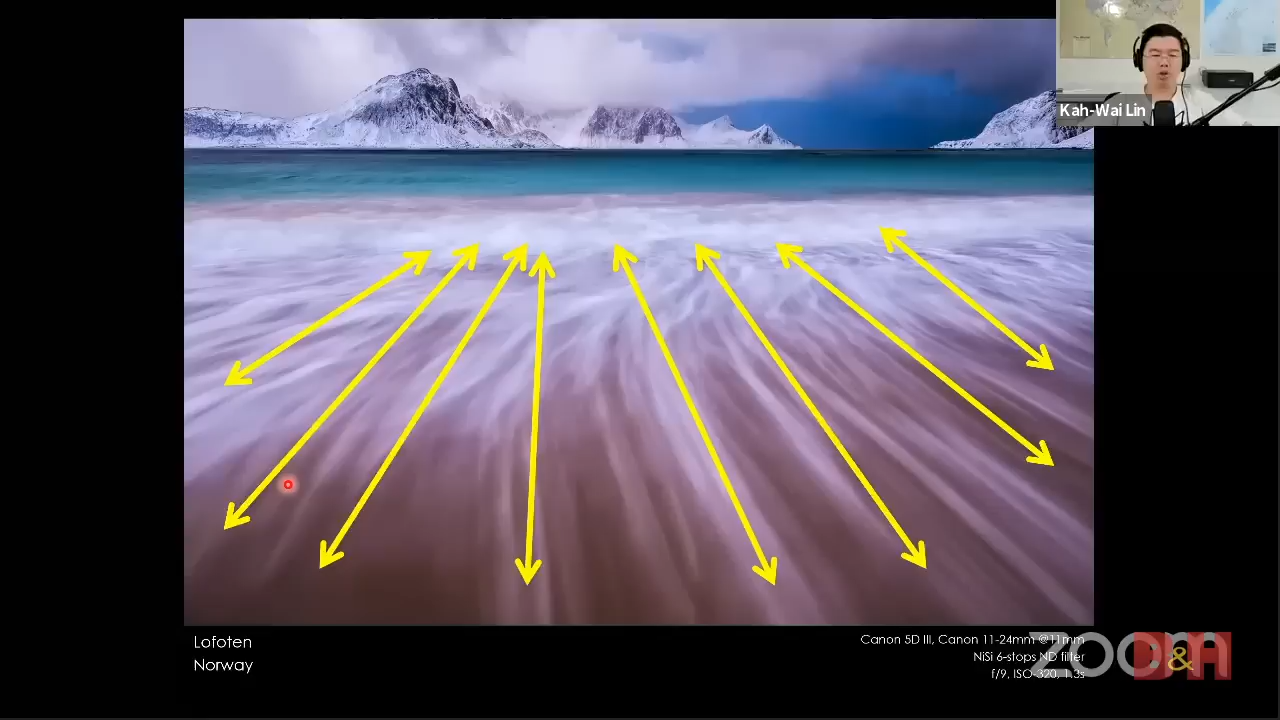 Kah-Wai Lin
Lofoten
Norway
Canon 5D III, Canon 11-24mm @11mm
NiSi 6-stops ND filter
f/9, ISO 320, 1.3s
zoom
&